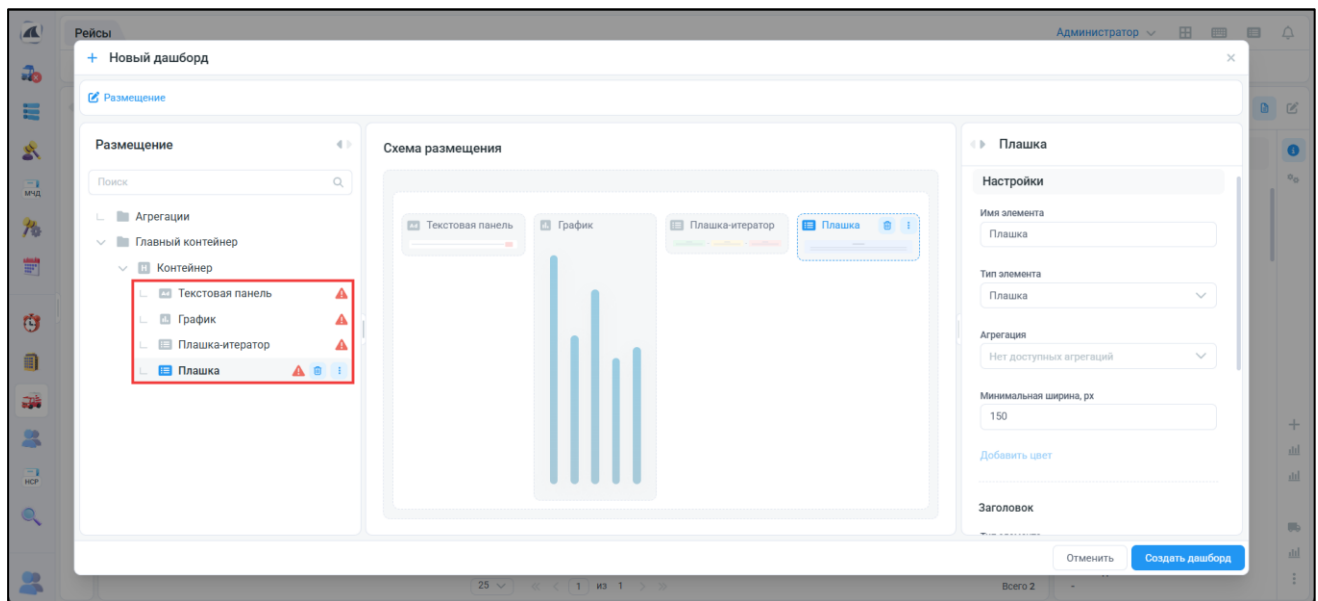 Рейсы
Администратор
Новый дашборд
Размещение
Размещение
Поиск
Агрегации
Главный контейнер
H Контейнер
Текстовая панель
График
Плашка-итератор
Плашка
Схема размещения
Текстовая панель
График
Плашка-итератор
Плашка
Плашка
Настройки
Имя элемента
Плашка
Тип элемента
Плашка
Агрегация
Нет доступных агрегаций
Минимальная ширина, px
150
Добавить цвет
Заголовок
Отменить
Создать дашборд
МЧД
НСР
25
1 из 1
Всего 2
-